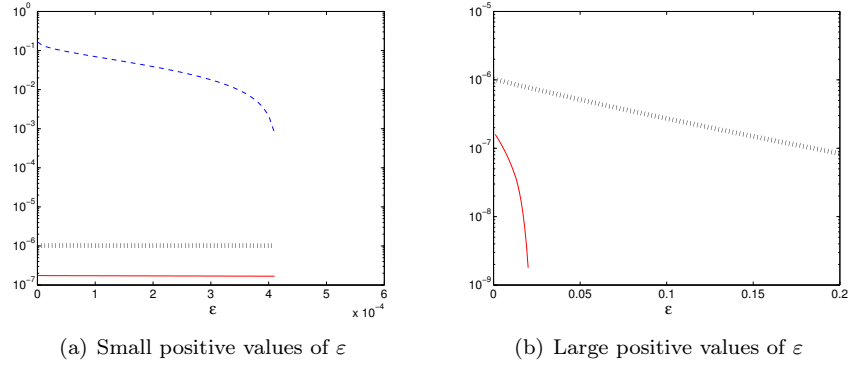 10⁰
10⁻¹
10⁻²
10⁻³
10⁻⁴
10⁻⁵
10⁻⁶
10⁻⁷
0 1 2 3 4 5 6
ε
x 10⁻⁴
(a) Small positive values of ε
10⁻⁵
10⁻⁶
10⁻⁷
10⁻⁸
10⁻⁹
0 0.05 0.1 0.15 0.2
ε
(b) Large positive values of ε